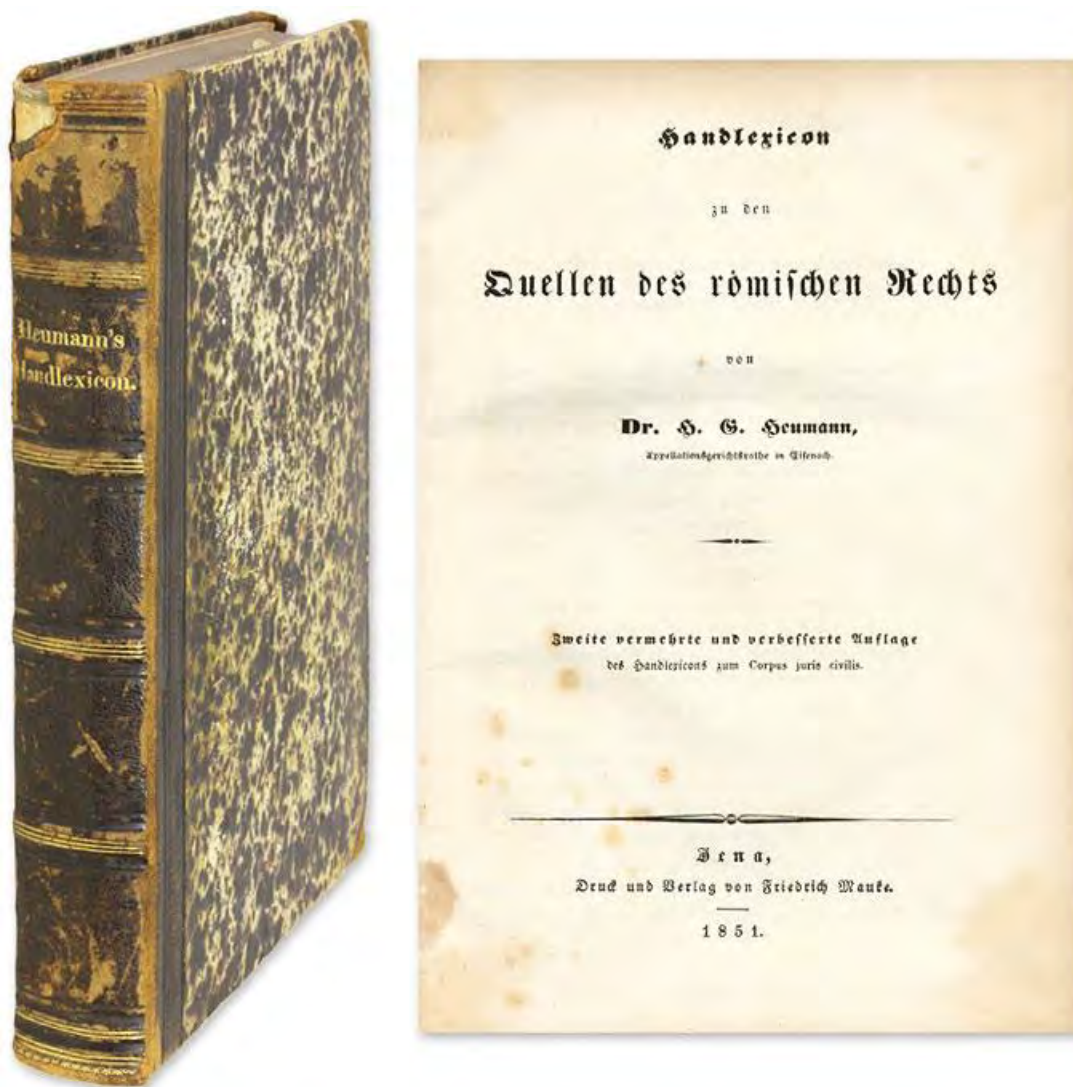 Heumann's
Handlexicon.
Handlexicon
zu den
Quellen des römischen Rechts
von
Dr. H. G. Heumann,
Appellationsgerichtsrathe in Eisenach.
Zweite vermehrte und verbesserte Auflage
des Handlexicons zum Corpus juris civilis.
Jena,
Druck und Verlag von Friedrich Mauke.
1851.